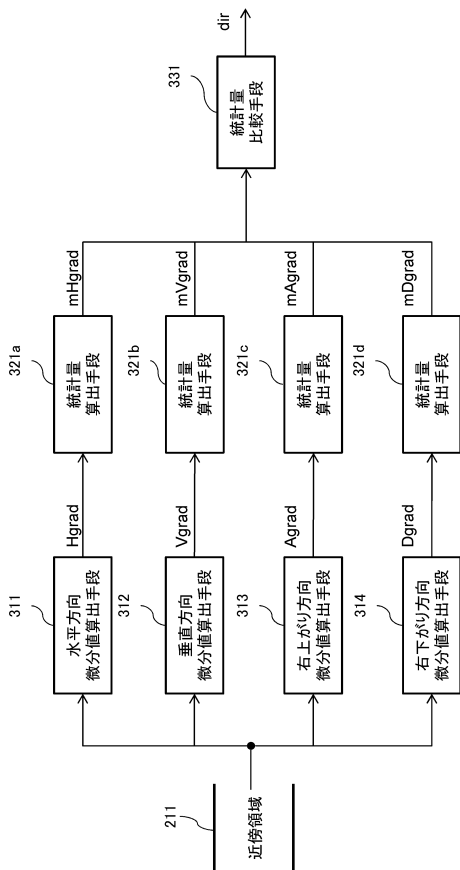 211
近傍領域
311
水平方向
微分値算出手段
Hgrad
321a
統計量
算出手段
mHgrad
312
垂直方向
微分値算出手段
Vgrad
321b
統計量
算出手段
mVgrad
313
右上がり方向
微分値算出手段
Agrad
321c
統計量
算出手段
mAgrad
314
右下がり方向
微分値算出手段
Dgrad
321d
統計量
算出手段
mDgrad
331
統計量
比較手段
dir